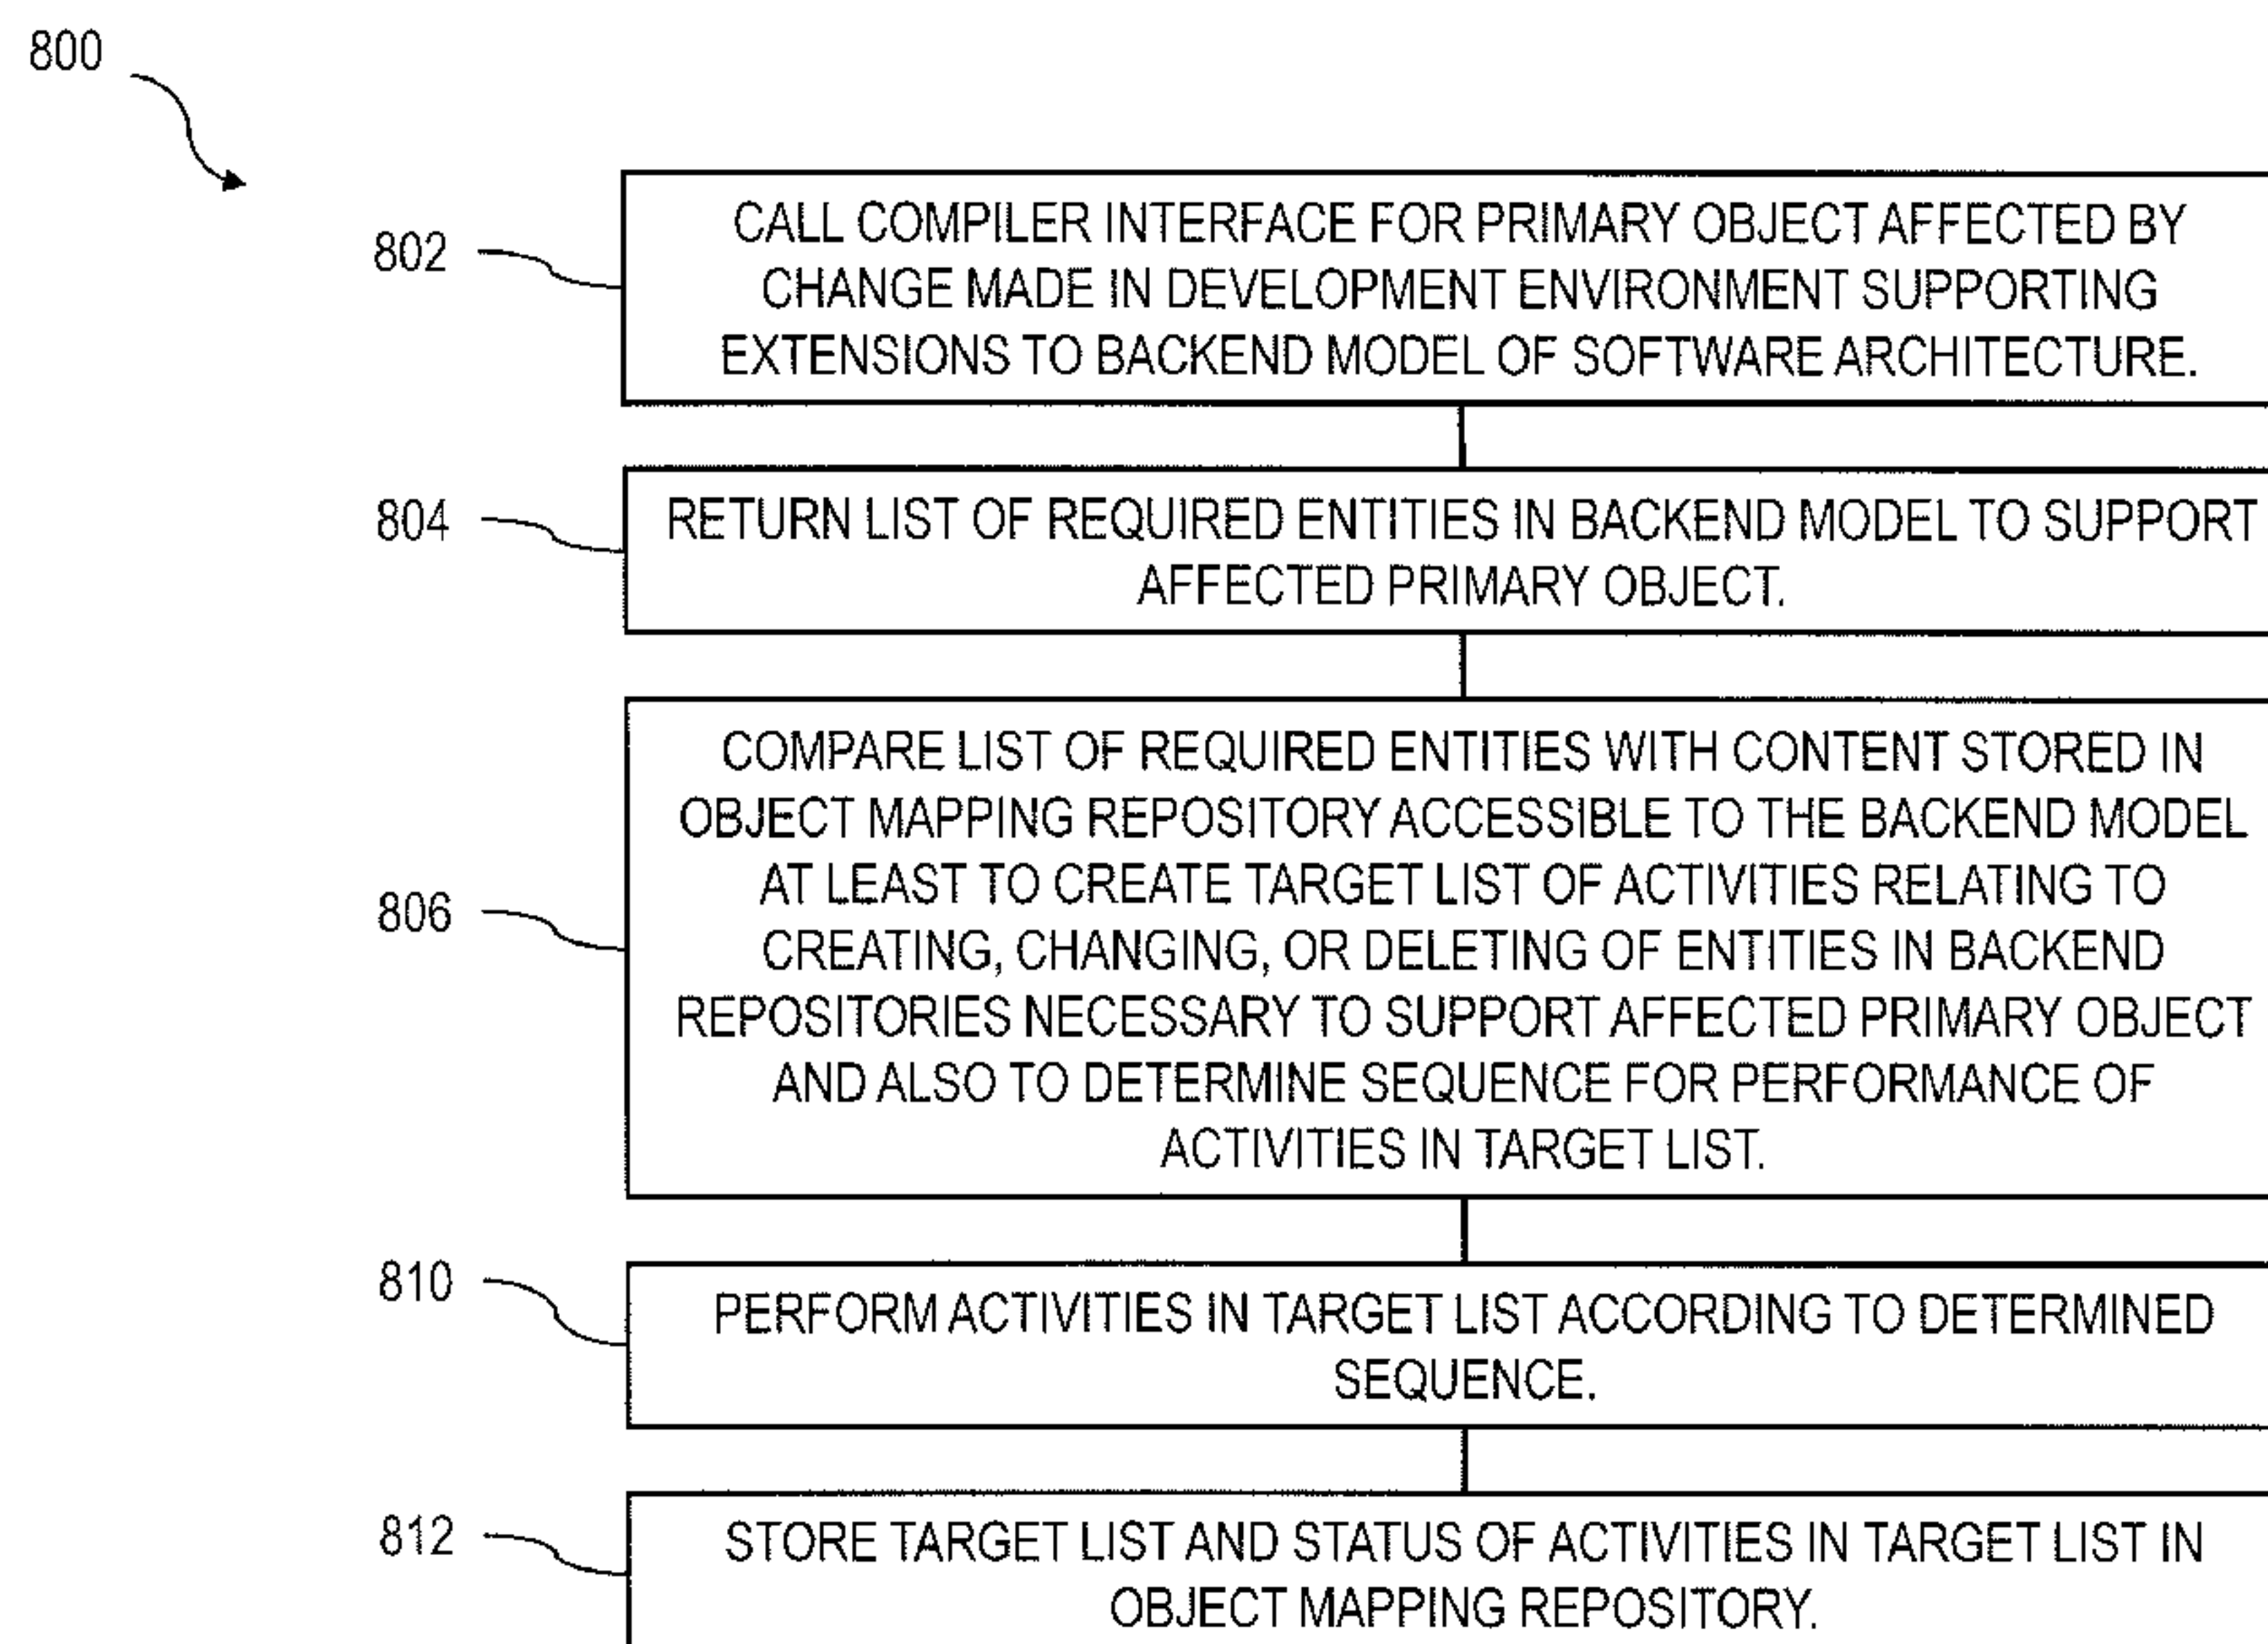 800
802
CALL COMPILER INTERFACE FOR PRIMARY OBJECT AFFECTED BY
CHANGE MADE IN DEVELOPMENT ENVIRONMENT SUPPORTING
EXTENSIONS TO BACKEND MODEL OF SOFTWARE ARCHITECTURE.
804
RETURN LIST OF REQUIRED ENTITIES IN BACKEND MODEL TO SUPPORT
AFFECTED PRIMARY OBJECT.
806
COMPARE LIST OF REQUIRED ENTITIES WITH CONTENT STORED IN
OBJECT MAPPING REPOSITORY ACCESSIBLE TO THE BACKEND MODEL
AT LEAST TO CREATE TARGET LIST OF ACTIVITIES RELATING TO
CREATING, CHANGING, OR DELETING OF ENTITIES IN BACKEND
REPOSITORIES NECESSARY TO SUPPORT AFFECTED PRIMARY OBJECT
AND ALSO TO DETERMINE SEQUENCE FOR PERFORMANCE OF
ACTIVITIES IN TARGET LIST.
810
PERFORM ACTIVITIES IN TARGET LIST ACCORDING TO DETERMINED
SEQUENCE.
812
STORE TARGET LIST AND STATUS OF ACTIVITIES IN TARGET LIST IN
OBJECT MAPPING REPOSITORY.